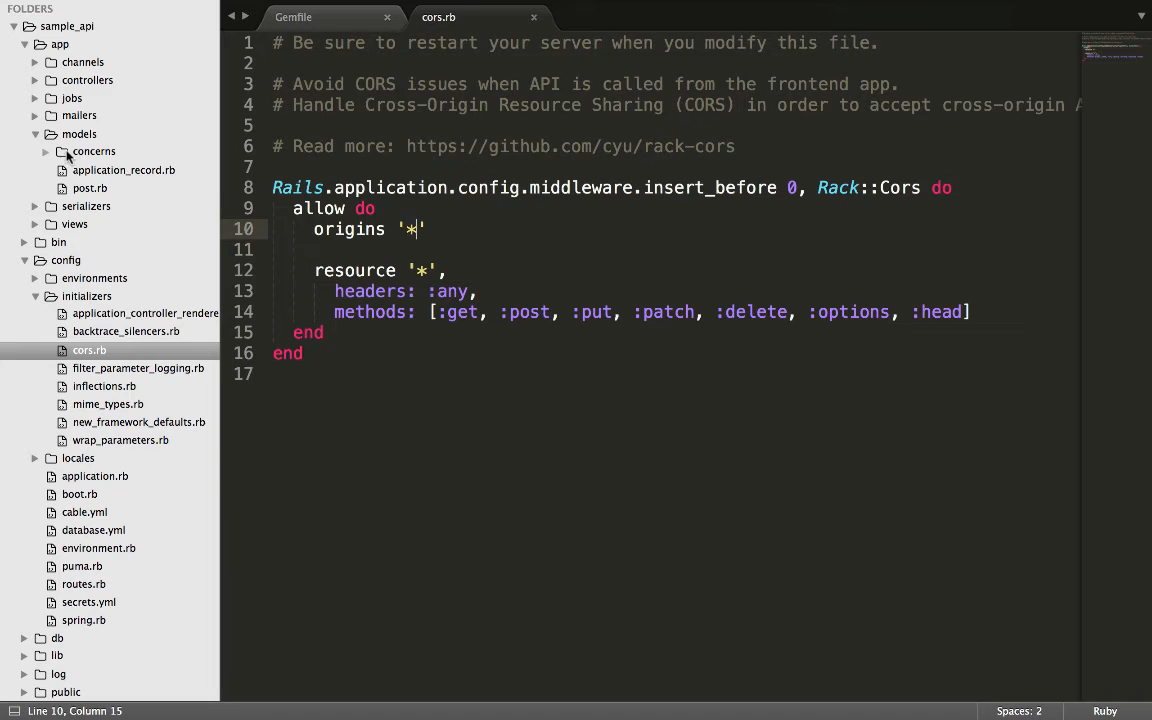 FOLDERS
sample_api
app
channels
controllers
jobs
mailers
models
concerns
application_record.rb
post.rb
serializers
views
bin
config
environments
initializers
application_controller_rendere
backtrace_silencers.rb
cors.rb
filter_parameter_logging.rb
inflections.rb
mime_types.rb
new_framework_defaults.rb
wrap_parameters.rb
locales
application.rb
boot.rb
cable.yml
database.yml
environment.rb
puma.rb
routes.rb
secrets.yml
spring.rb
db
lib
log
public
Gemfile
cors.rb
1 # Be sure to restart your server when you modify this file.
2
3 # Avoid CORS issues when API is called from the frontend app.
4 # Handle Cross-Origin Resource Sharing (CORS) in order to accept cross-origin A
5
6 # Read more: https://github.com/cyu/rack-cors
7
8 Rails.application.config.middleware.insert_before 0, Rack::Cors do
9 allow do
10 origins '*'
11
12 resource '*',
13 headers: :any,
14 methods: [:get, :post, :put, :patch, :delete, :options, :head]
15 end
16 end
17
Line 10, Column 15
Spaces: 2
Ruby